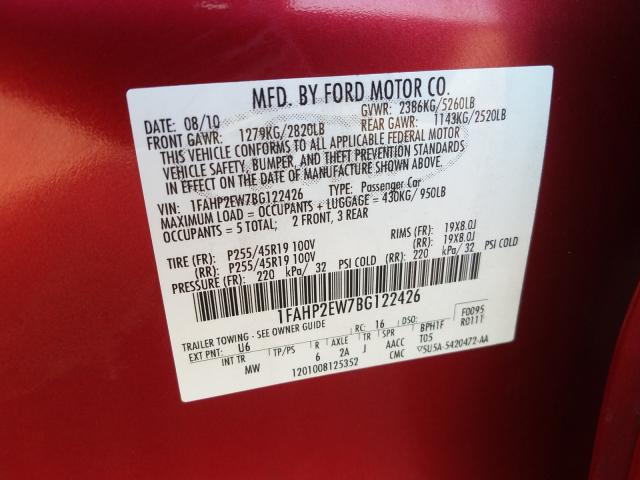 MFD. BY FORD MOTOR CO.
DATE: 08/10 GVWR: 2386KG/5260LB
FRONT GAWR: 1279KG/2820LB REAR GAWR: 1143KG/2520LB
THIS VEHICLE CONFORMS TO ALL APPLICABLE FEDERAL MOTOR
VEHICLE SAFETY, BUMPER, AND THEFT PREVENTION STANDARDS
IN EFFECT ON THE DATE OF MANUFACTURE SHOWN ABOVE.
VIN: 1FAHP2EW7BG122426 TYPE: Passenger Car
MAXIMUM LOAD = OCCUPANTS + LUGGAGE = 430KG/ 950LB
OCCUPANTS = 5 TOTAL; 2 FRONT, 3 REAR
TIRE (FR): P255/45R19 100V RIMS (FR): 19X8.0J
(RR): P255/45R19 100V (RR): 19X8.0J
PRESSURE (FR): 220 kPa/ 32 PSI COLD (RR): 220 kPa/ 32 PSI COLD
1FAHP2EW7BG122426
TRAILER TOWING - SEE OWNER GUIDE
RC: 16 DSO: F0095
R0111
EXT PNT: U6 R AXLE TR SPR BPH1F
INT TR TP/PS 6 2A J AACC T05
MW CMC 5U5A-5420472-AA
1201008125352